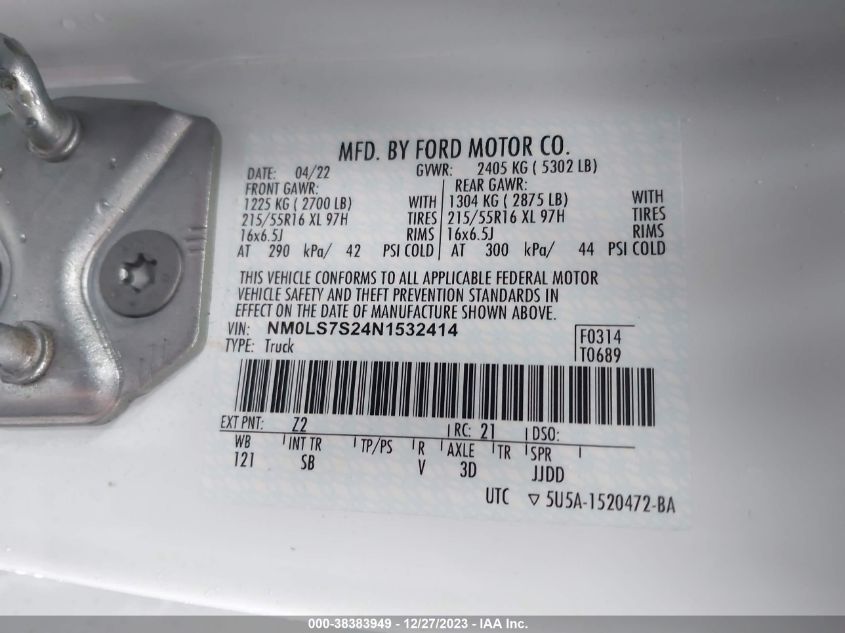 MFD. BY FORD MOTOR CO.
DATE: 04/22 GVWR: 2405 KG ( 5302 LB)
FRONT GAWR: REAR GAWR:
1225 KG ( 2700 LB) WITH 1304 KG ( 2875 LB) WITH
215/55R16 XL 97H TIRES 215/55R16 XL 97H TIRES
16x6.5J RIMS 16x6.5J RIMS
AT 290 kPa/ 42 PSI COLD AT 300 kPa/ 44 PSI COLD
THIS VEHICLE CONFORMS TO ALL APPLICABLE FEDERAL MOTOR
VEHICLE SAFETY AND THEFT PREVENTION STANDARDS IN
EFFECT ON THE DATE OF MANUFACTURE SHOWN ABOVE.
VIN: NM0LS7S24N1532414 F0314
TYPE: Truck T0689
EXT PNT: Z2 RC: 21 DSO:
WB INT TR TP/PS R AXLE TR SPR
121 SB V 3D JJDD
UTC ▽ 5U5A-1520472-BA
000-38383949 - 12/27/2023 - IAA Inc.